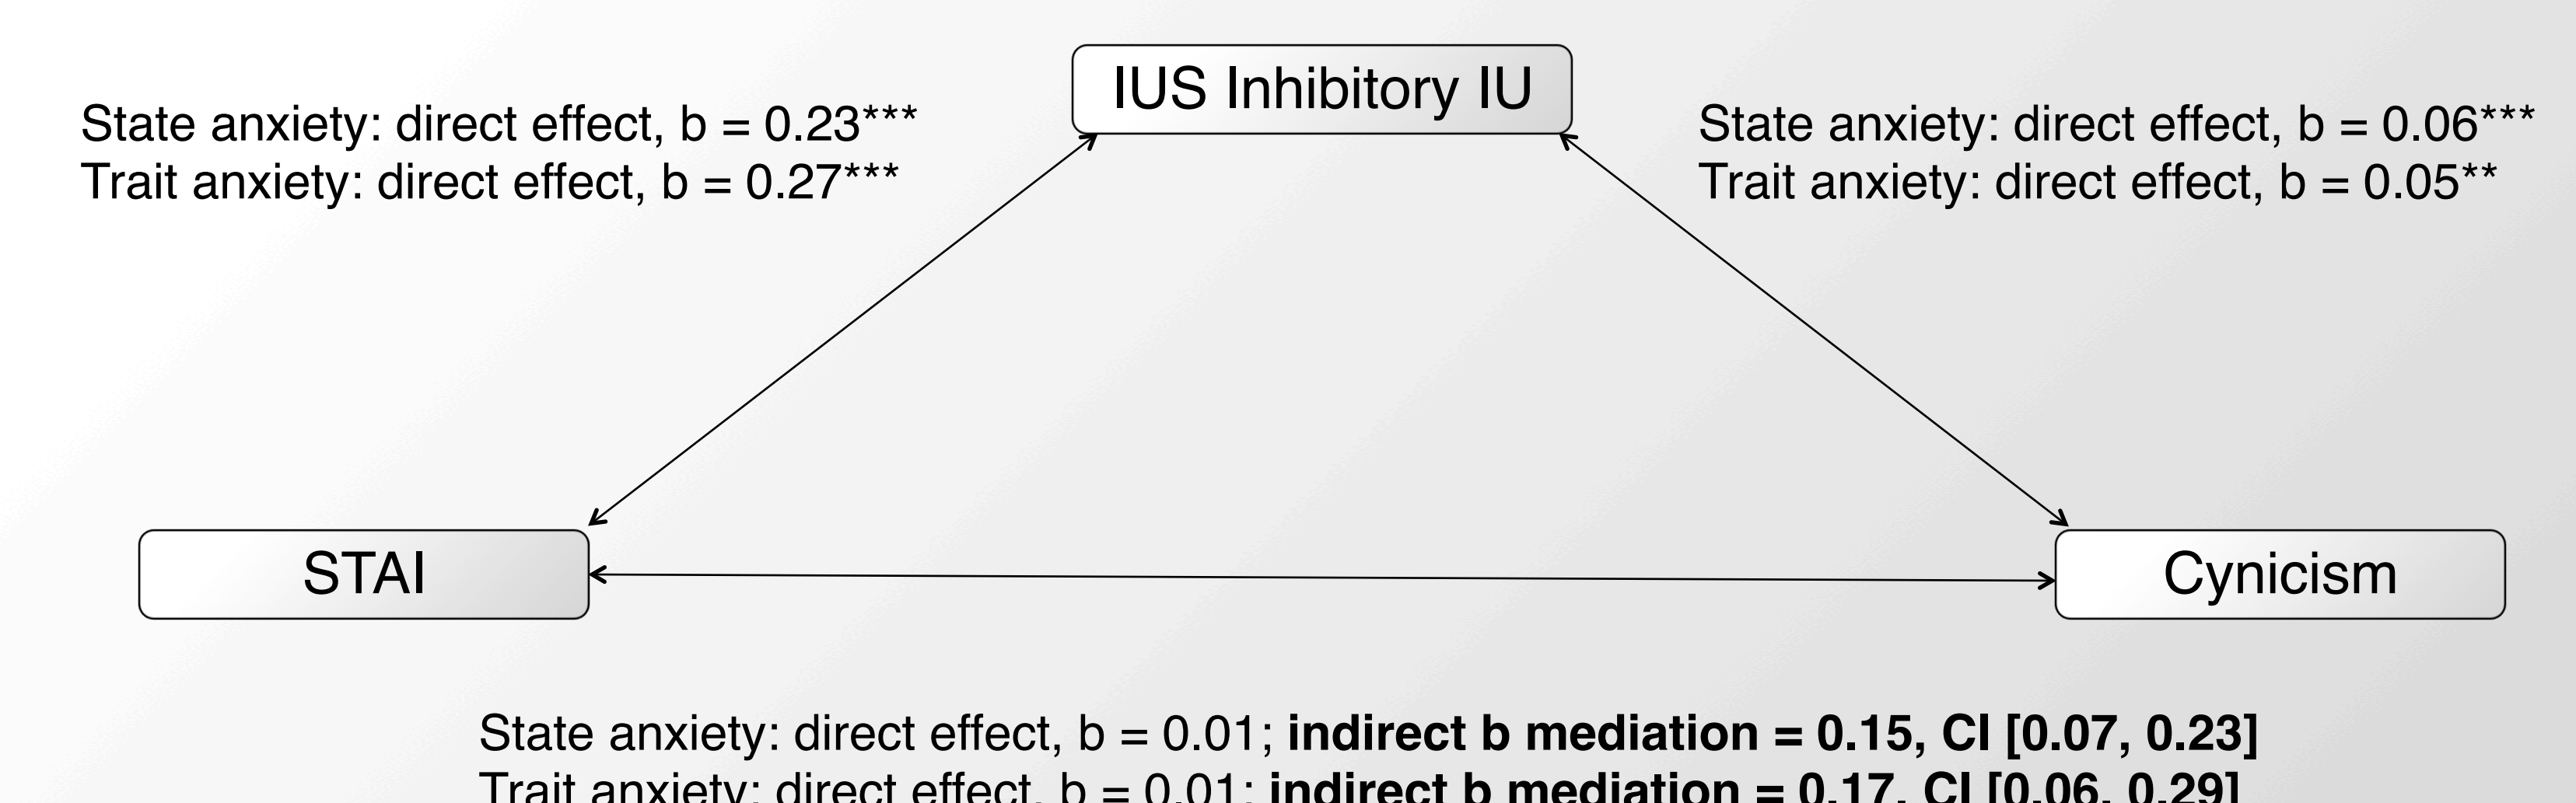 IUS Inhibitory IU
State anxiety: direct effect, b = 0.23***
Trait anxiety: direct effect, b = 0.27***
State anxiety: direct effect, b = 0.06***
Trait anxiety: direct effect, b = 0.05**
STAI
Cynicism
State anxiety: direct effect, b = 0.01; indirect b mediation = 0.15, CI [0.07, 0.23]
Trait anxiety: direct effect, b = 0.01; indirect b mediation = 0.17, CI [0.06, 0.29]